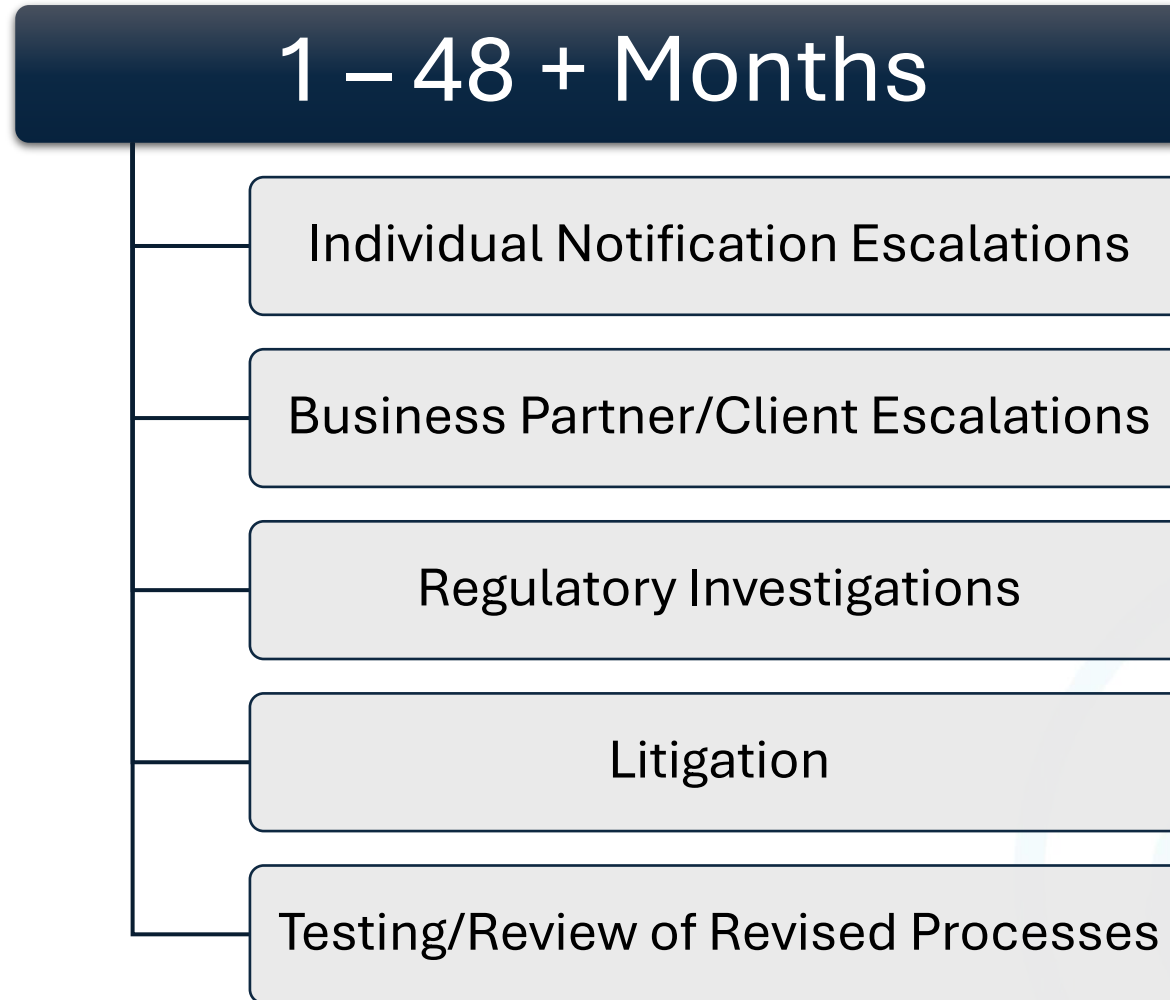 1 – 48 + Months
Individual Notification Escalations
Business Partner/Client Escalations
Regulatory Investigations
Litigation
Testing/Review of Revised Processes